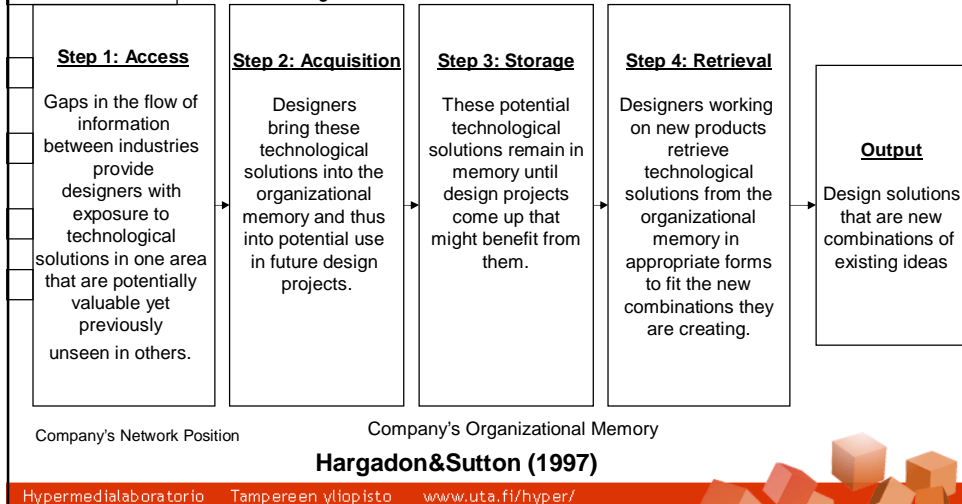 Step 1: Access
Gaps in the flow of
information
between industries
provide
designers with
exposure to
technological
solutions in one area
that are potentially
valuable yet
previously
unseen in others.
Step 2: Acquisition
Designers
bring these
technological
solutions into the
organizational
memory and thus
into potential use
in future design
projects.
Step 3: Storage
These potential
technological
solutions remain in
memory until
design projects
come up that
might benefit from
them.
Step 4: Retrieval
Designers working
on new products
retrieve
technological
solutions from the
organizational
memory in
appropriate forms
to fit the new
combinations they
are creating.
Output
Design solutions
that are new
combinations of
existing ideas
Company's Network Position
Company's Organizational Memory
Hargadon&Sutton (1997)
Hypermedialaboratorio Tampereen yliopisto www.uta.fi/hyper/